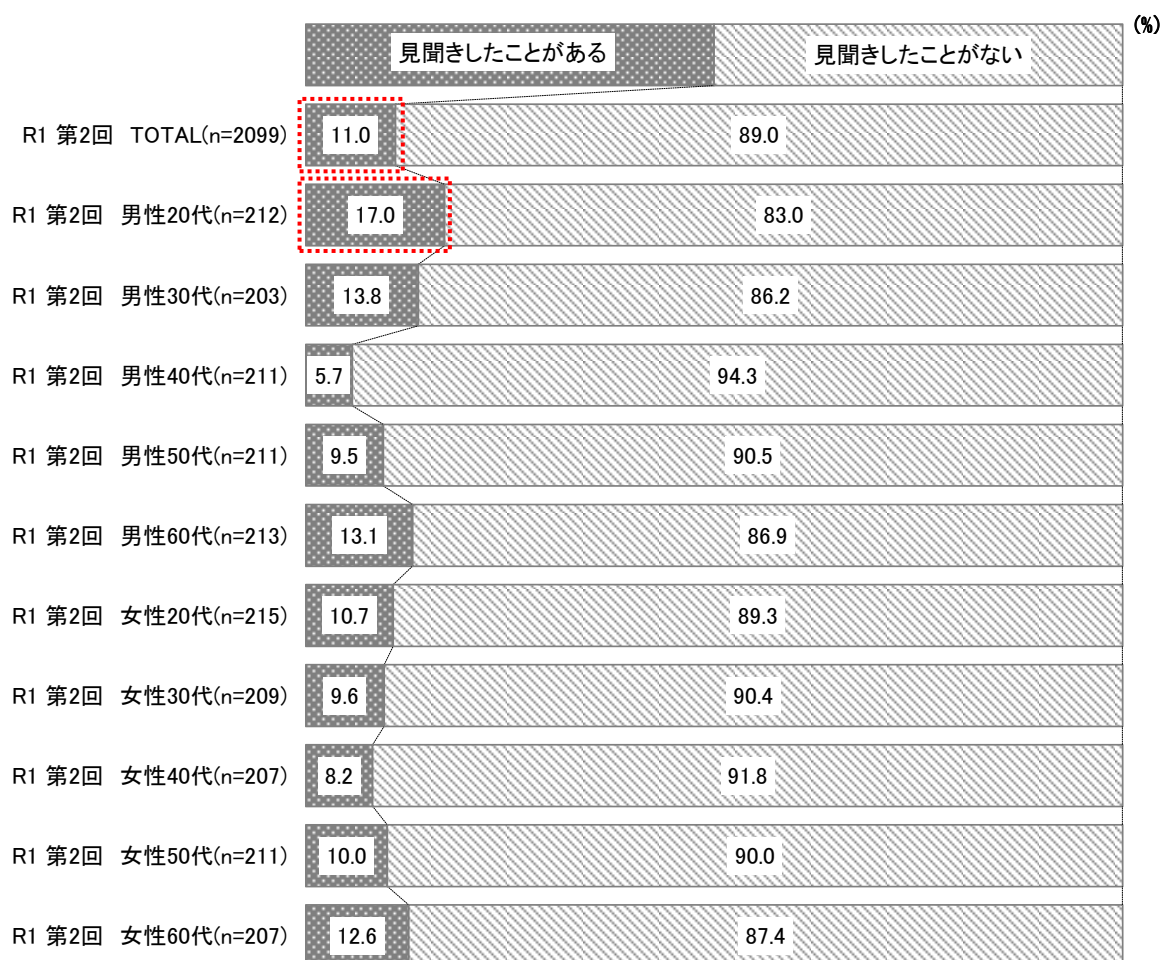 (%)
見聞きしたことがある 見聞きしたことがない
R1 第2回 TOTAL(n=2099) 11.0 89.0
R1 第2回 男性20代(n=212) 17.0 83.0
R1 第2回 男性30代(n=203) 13.8 86.2
R1 第2回 男性40代(n=211) 5.7 94.3
R1 第2回 男性50代(n=211) 9.5 90.5
R1 第2回 男性60代(n=213) 13.1 86.9
R1 第2回 女性20代(n=215) 10.7 89.3
R1 第2回 女性30代(n=209) 9.6 90.4
R1 第2回 女性40代(n=207) 8.2 91.8
R1 第2回 女性50代(n=211) 10.0 90.0
R1 第2回 女性60代(n=207) 12.6 87.4